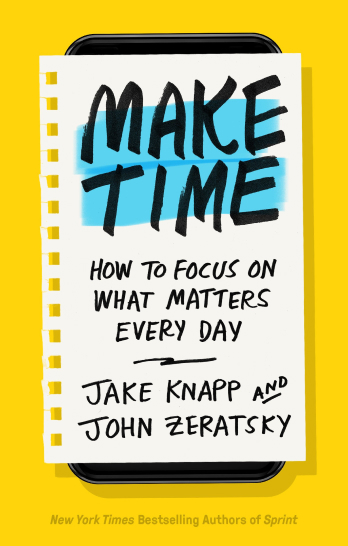 MAKE
TIME
HOW TO FOCUS ON
WHAT MATTERS
EVERY DAY
JAKE KNAPP AND
JOHN ZERATSKY
New York Times Bestselling Authors of Sprint